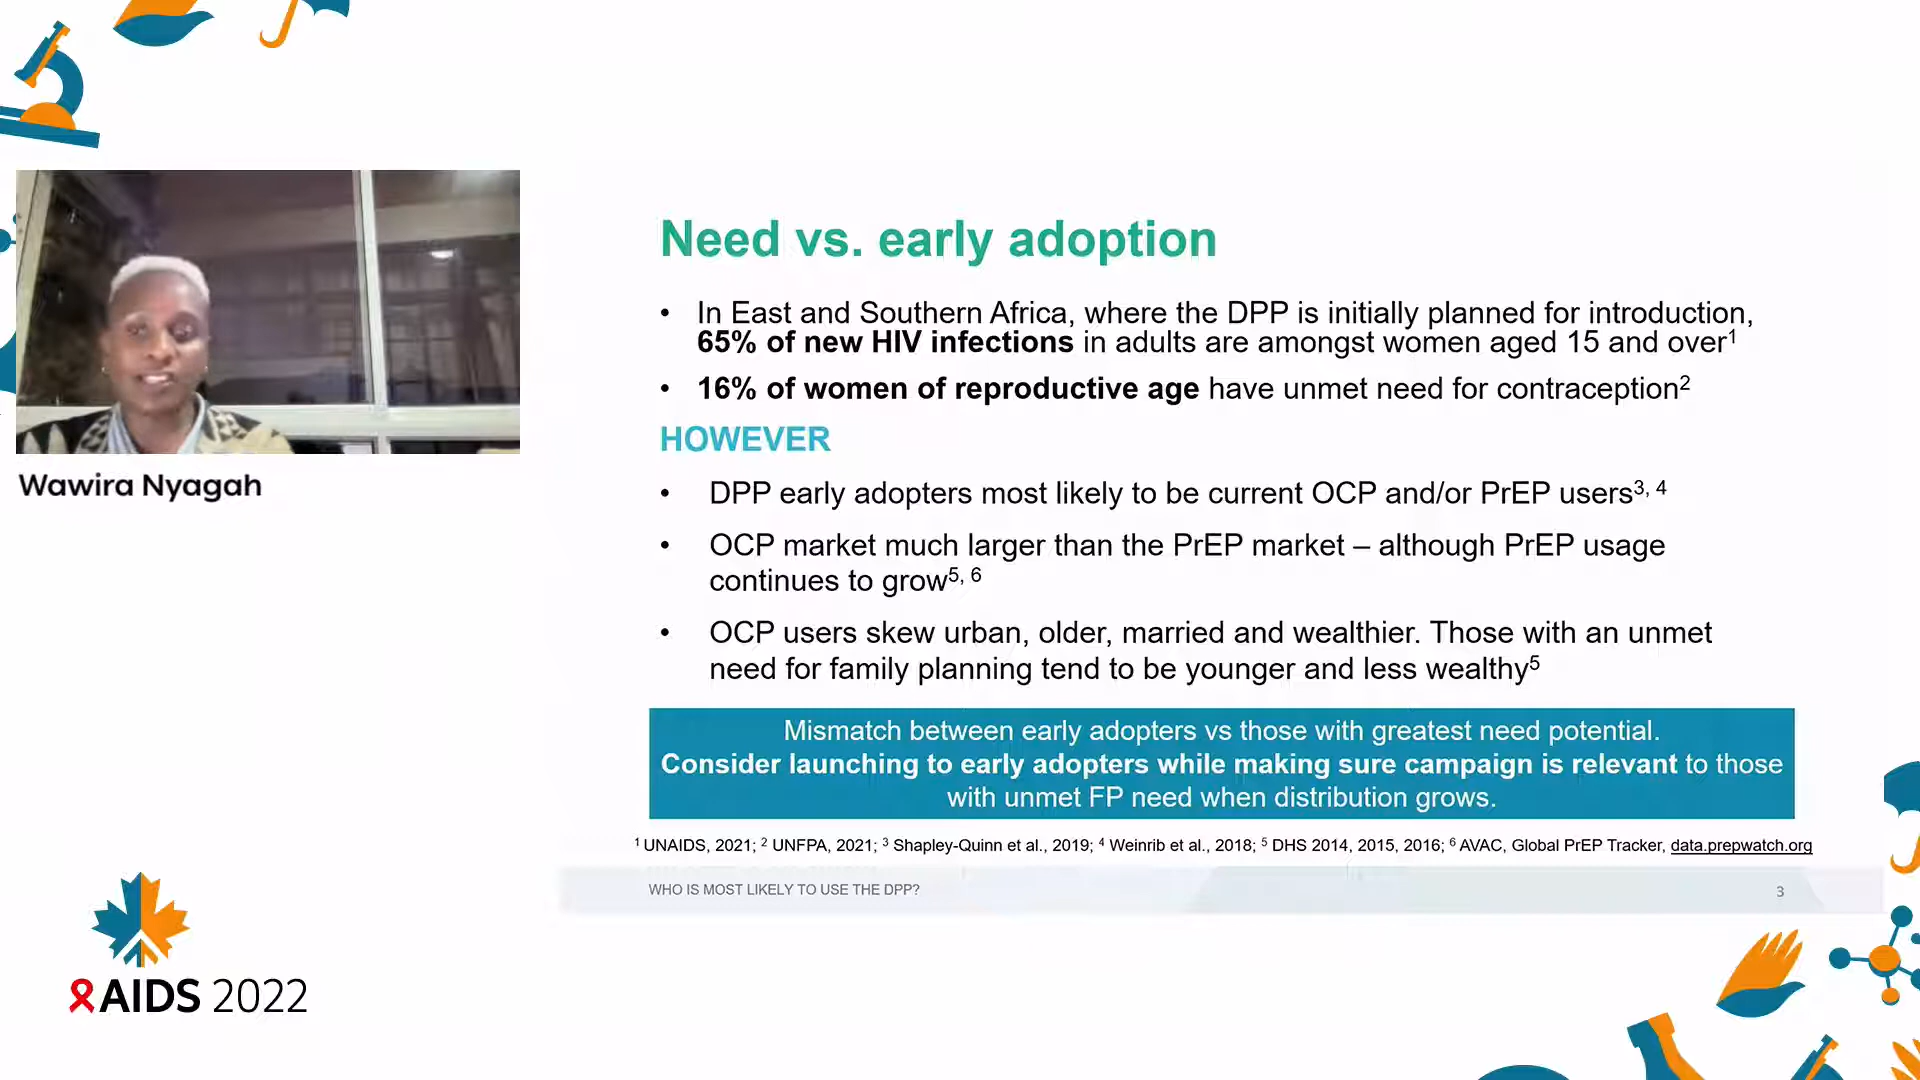 Need vs. early adoption
• In East and Southern Africa, where the DPP is initially planned for introduction,
65% of new HIV infections in adults are amongst women aged 15 and over1
• 16% of women of reproductive age have unmet need for contraception2
HOWEVER
• DPP early adopters most likely to be current OCP and/or PrEP users3, 4
• OCP market much larger than the PrEP market – although PrEP usage
continues to grow5, 6
• OCP users skew urban, older, married and wealthier. Those with an unmet
need for family planning tend to be younger and less wealthy5
Mismatch between early adopters vs those with greatest need potential.
Consider launching to early adopters while making sure campaign is relevant to those
with unmet FP need when distribution grows.
1 UNAIDS, 2021; 2 UNFPA, 2021; 3 Shapley-Quinn et al., 2019; 4 Weinrib et al., 2018; 5 DHS 2014, 2015, 2016; 6 AVAC, Global PrEP Tracker, data.prepwatch.org
WHO IS MOST LIKELY TO USE THE DPP?
3
Wawira Nyagah
AIDS 2022